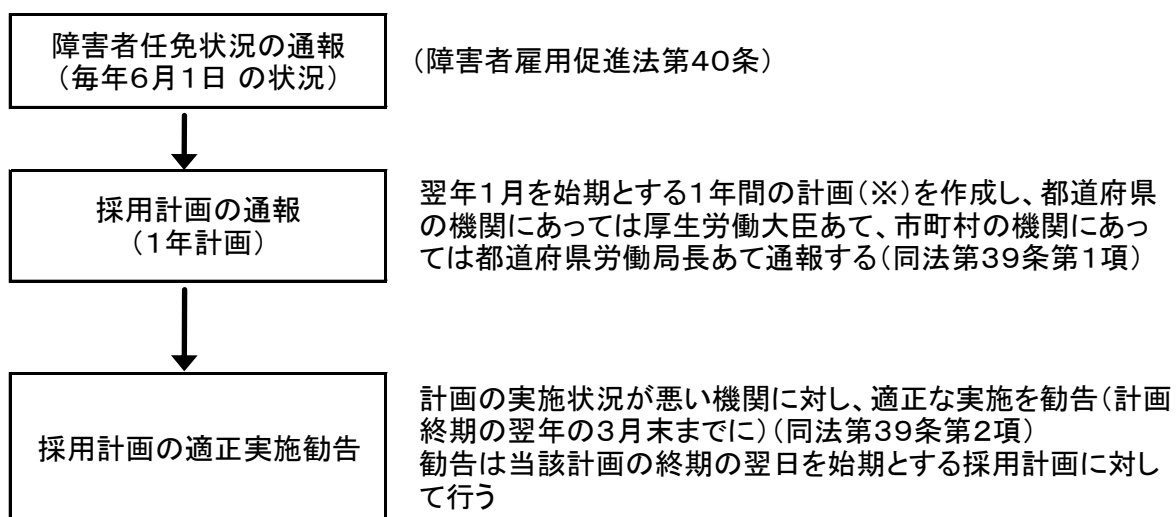 障害者任免状況の通報
（毎年６月１日 の状況）
（障害者雇用促進法第４０条）
採用計画の通報
（１年計画）
翌年１月を始期とする１年間の計画（※）を作成し、都道府県
の機関にあっては厚生労働大臣あて、市町村の機関にあっ
ては都道府県労働局長あて通報する（同法第３９条第１項）
採用計画の適正実施勧告
計画の実施状況が悪い機関に対し、適正な実施を勧告（計画
終期の翌年の３月末までに）（同法第３９条第２項）
勧告は当該計画の終期の翌日を始期とする採用計画に対し
て行う